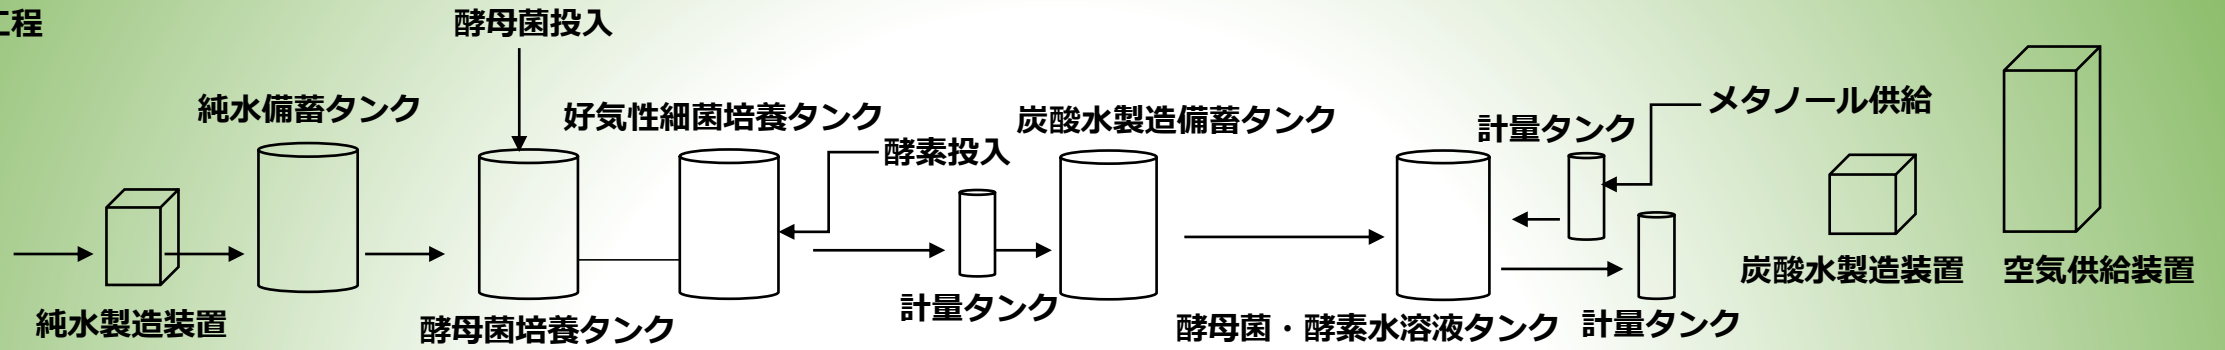 工程
酵母菌投入
純水備蓄タンク
好気性細菌培養タンク
酵素投入
炭酸水製造備蓄タンク
計量タンク
メタノール供給
純水製造装置
酵母菌培養タンク
計量タンク
酵母菌・酵素水溶液タンク
計量タンク
炭酸水製造装置
空気供給装置